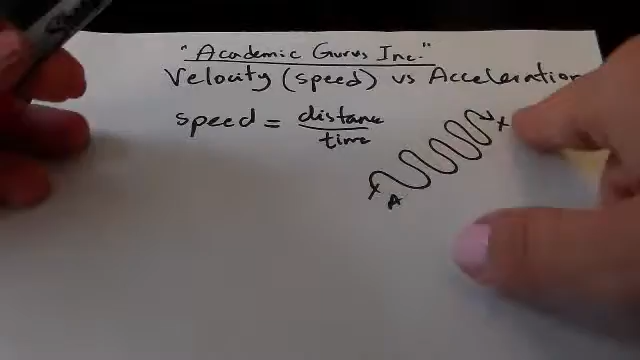 "Academic Gurus Inc."
Velocity (speed) vs Acceleration
speed = distance
time
x
x
A